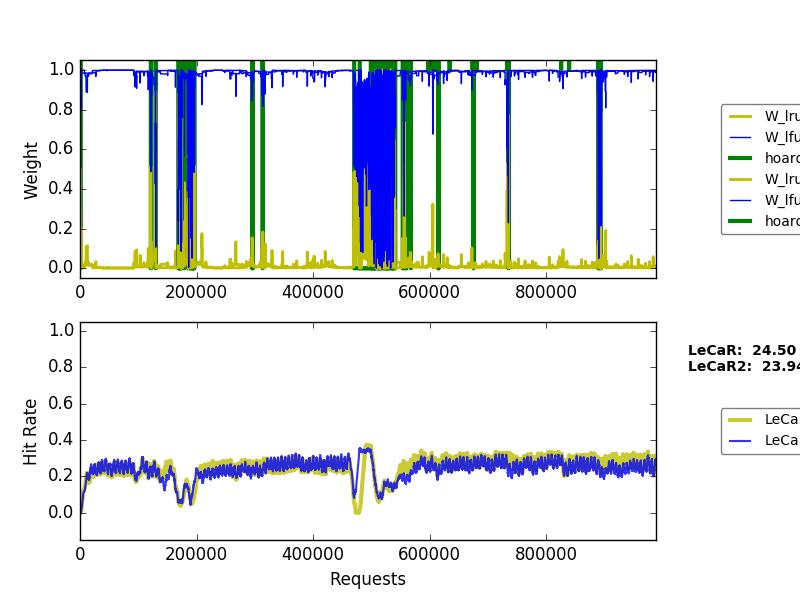 1.0
0.8
0.6
0.4
0.2
0.0
Weight
0
200000
400000
600000
800000
W_lru
W_lfu
hoard
W_lru
W_lfu
hoard
1.0
0.8
0.6
0.4
0.2
0.0
Hit Rate
0
200000
400000
600000
800000
Requests
LeCaR: 24.50
LeCaR2: 23.94
LeCa
LeCa